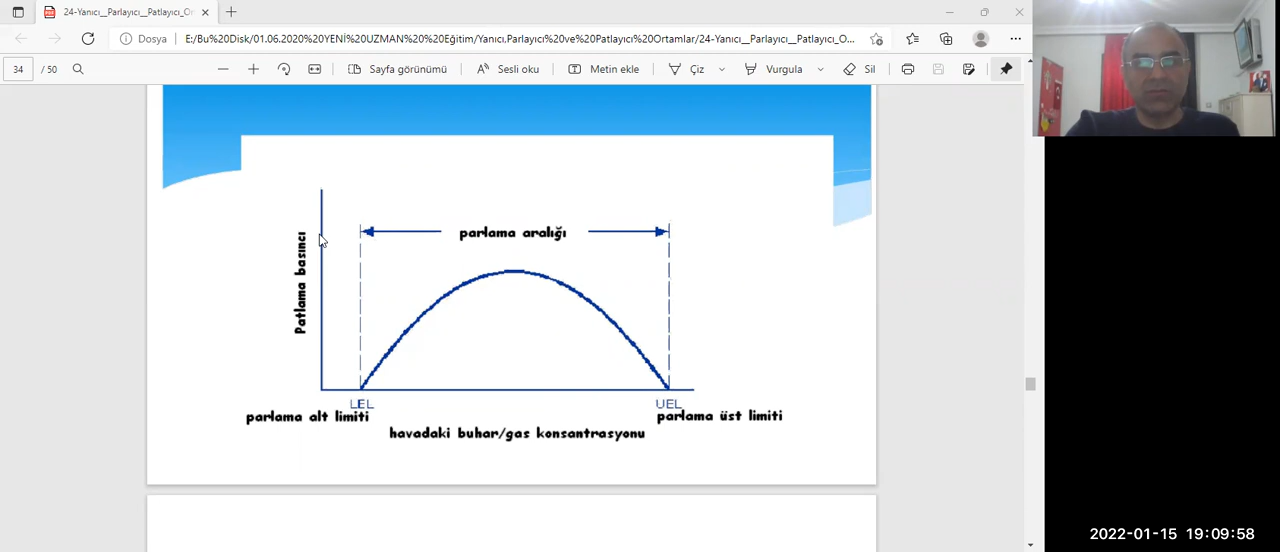 24-Yanıcı__Parlayıcı__Patlayıcı_Or
Dosya
E:/Bu%20Disk/01.06.2020%20YENİ%20UZMAN%20%20Eğitim/Yanıcı,Parlayıcı%20ve%20Patlayıcı%20Ortamlar/24-Yanıcı__Parlayıcı__Patlayıcı_O...
34 / 50
Sayfa görünümü
Sesli oku
Metin ekle
Çiz
Vurgula
Sil
parlama aralığı
Patlama basıncı
LEL
UEL
parlama alt limiti
parlama üst limiti
havadaki buhar/gas konsantrasyonu
2022-01-15 19:09:58